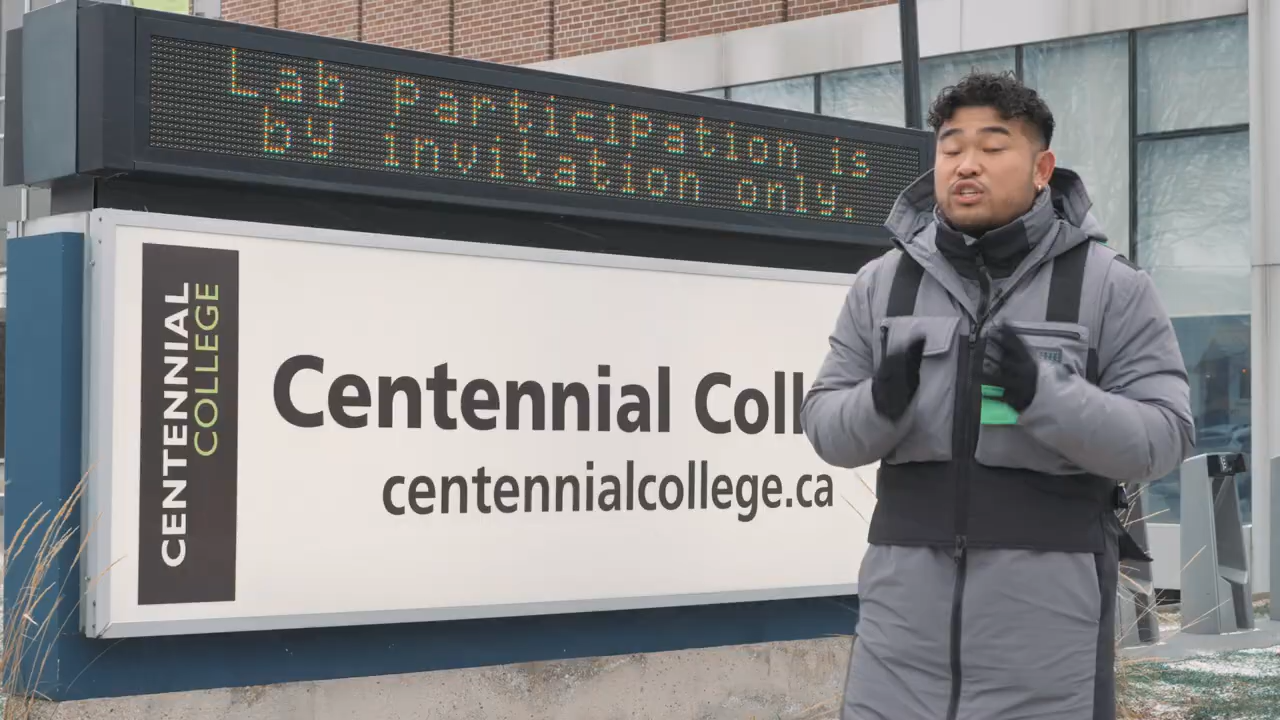 Lab Participation is
by invitation only.
CENTENNIAL
COLLEGE
Centennial Coll
centennialcollege.ca